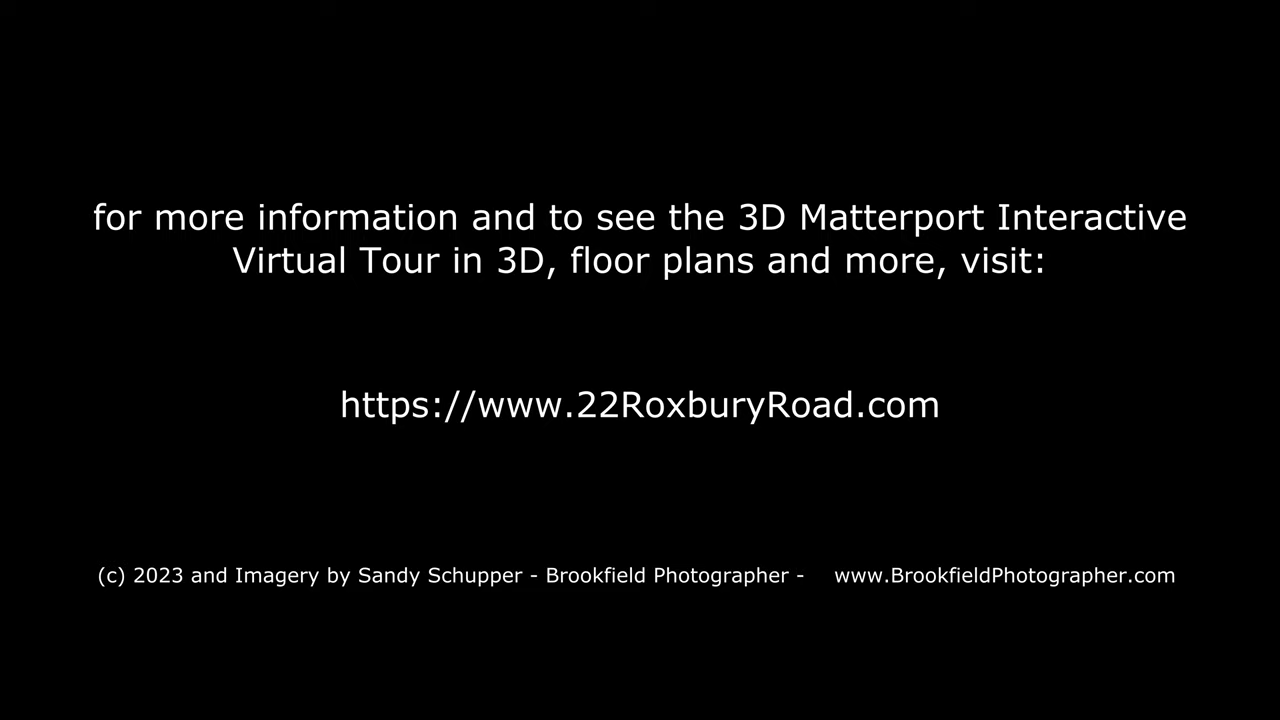 for more information and to see the 3D Matterport Interactive
Virtual Tour in 3D, floor plans and more, visit:
https://www.22RoxburyRoad.com
(c) 2023 and Imagery by Sandy Schupper - Brookfield Photographer - www.BrookfieldPhotographer.com